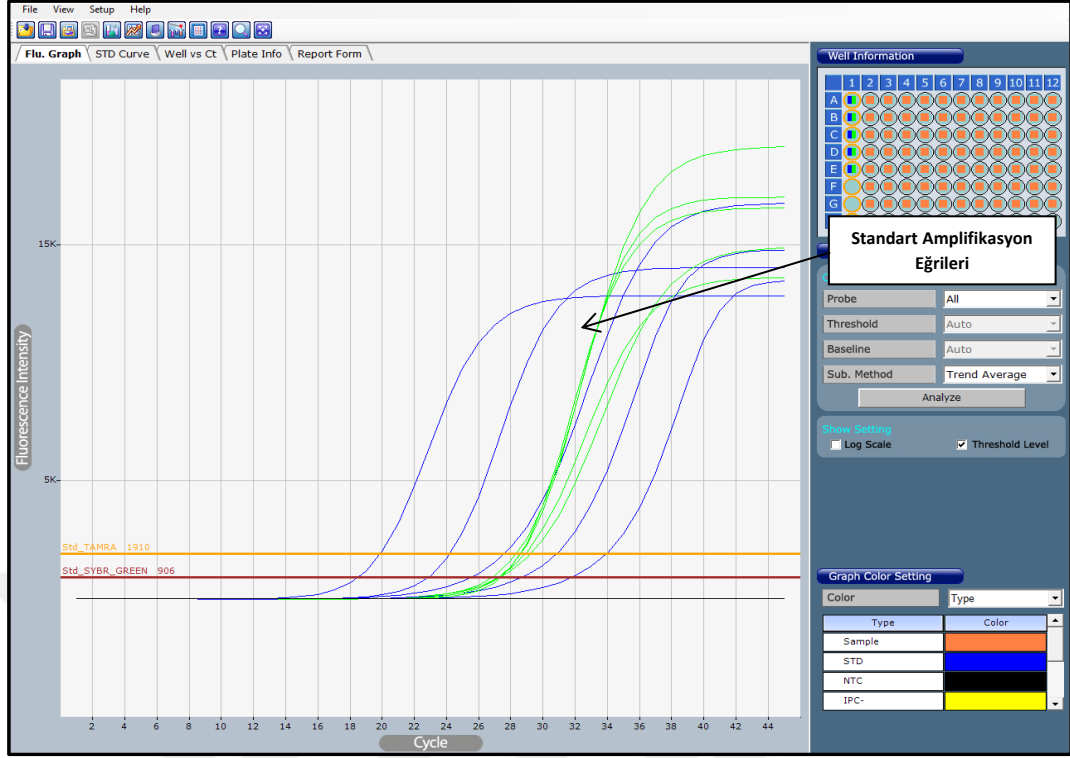 File View Setup Help
Flu. Graph STD Curve Well vs Ct Plate Info Report Form
15K
5K
Fluorescence Intensity
Std_TAMRA 1910
Std_SYBR_GREEN 906
2 4 6 8 10 12 14 16 18 20 22 24 26 28 30 32 34 36 38 40 42 44
Cycle
Well Information
1 2 3 4 5 6 7 8 9 10 11 12
A
B
C
D
E
F
G
Standart Amplifikasyon
Eğrileri
Probe All
Threshold Auto
Baseline Auto
Sub. Method Trend Average
Analyze
Show Setting
Log Scale Threshold Level
Graph Color Setting
Color Type
Type Color
Sample
STD
NTC
IPC-